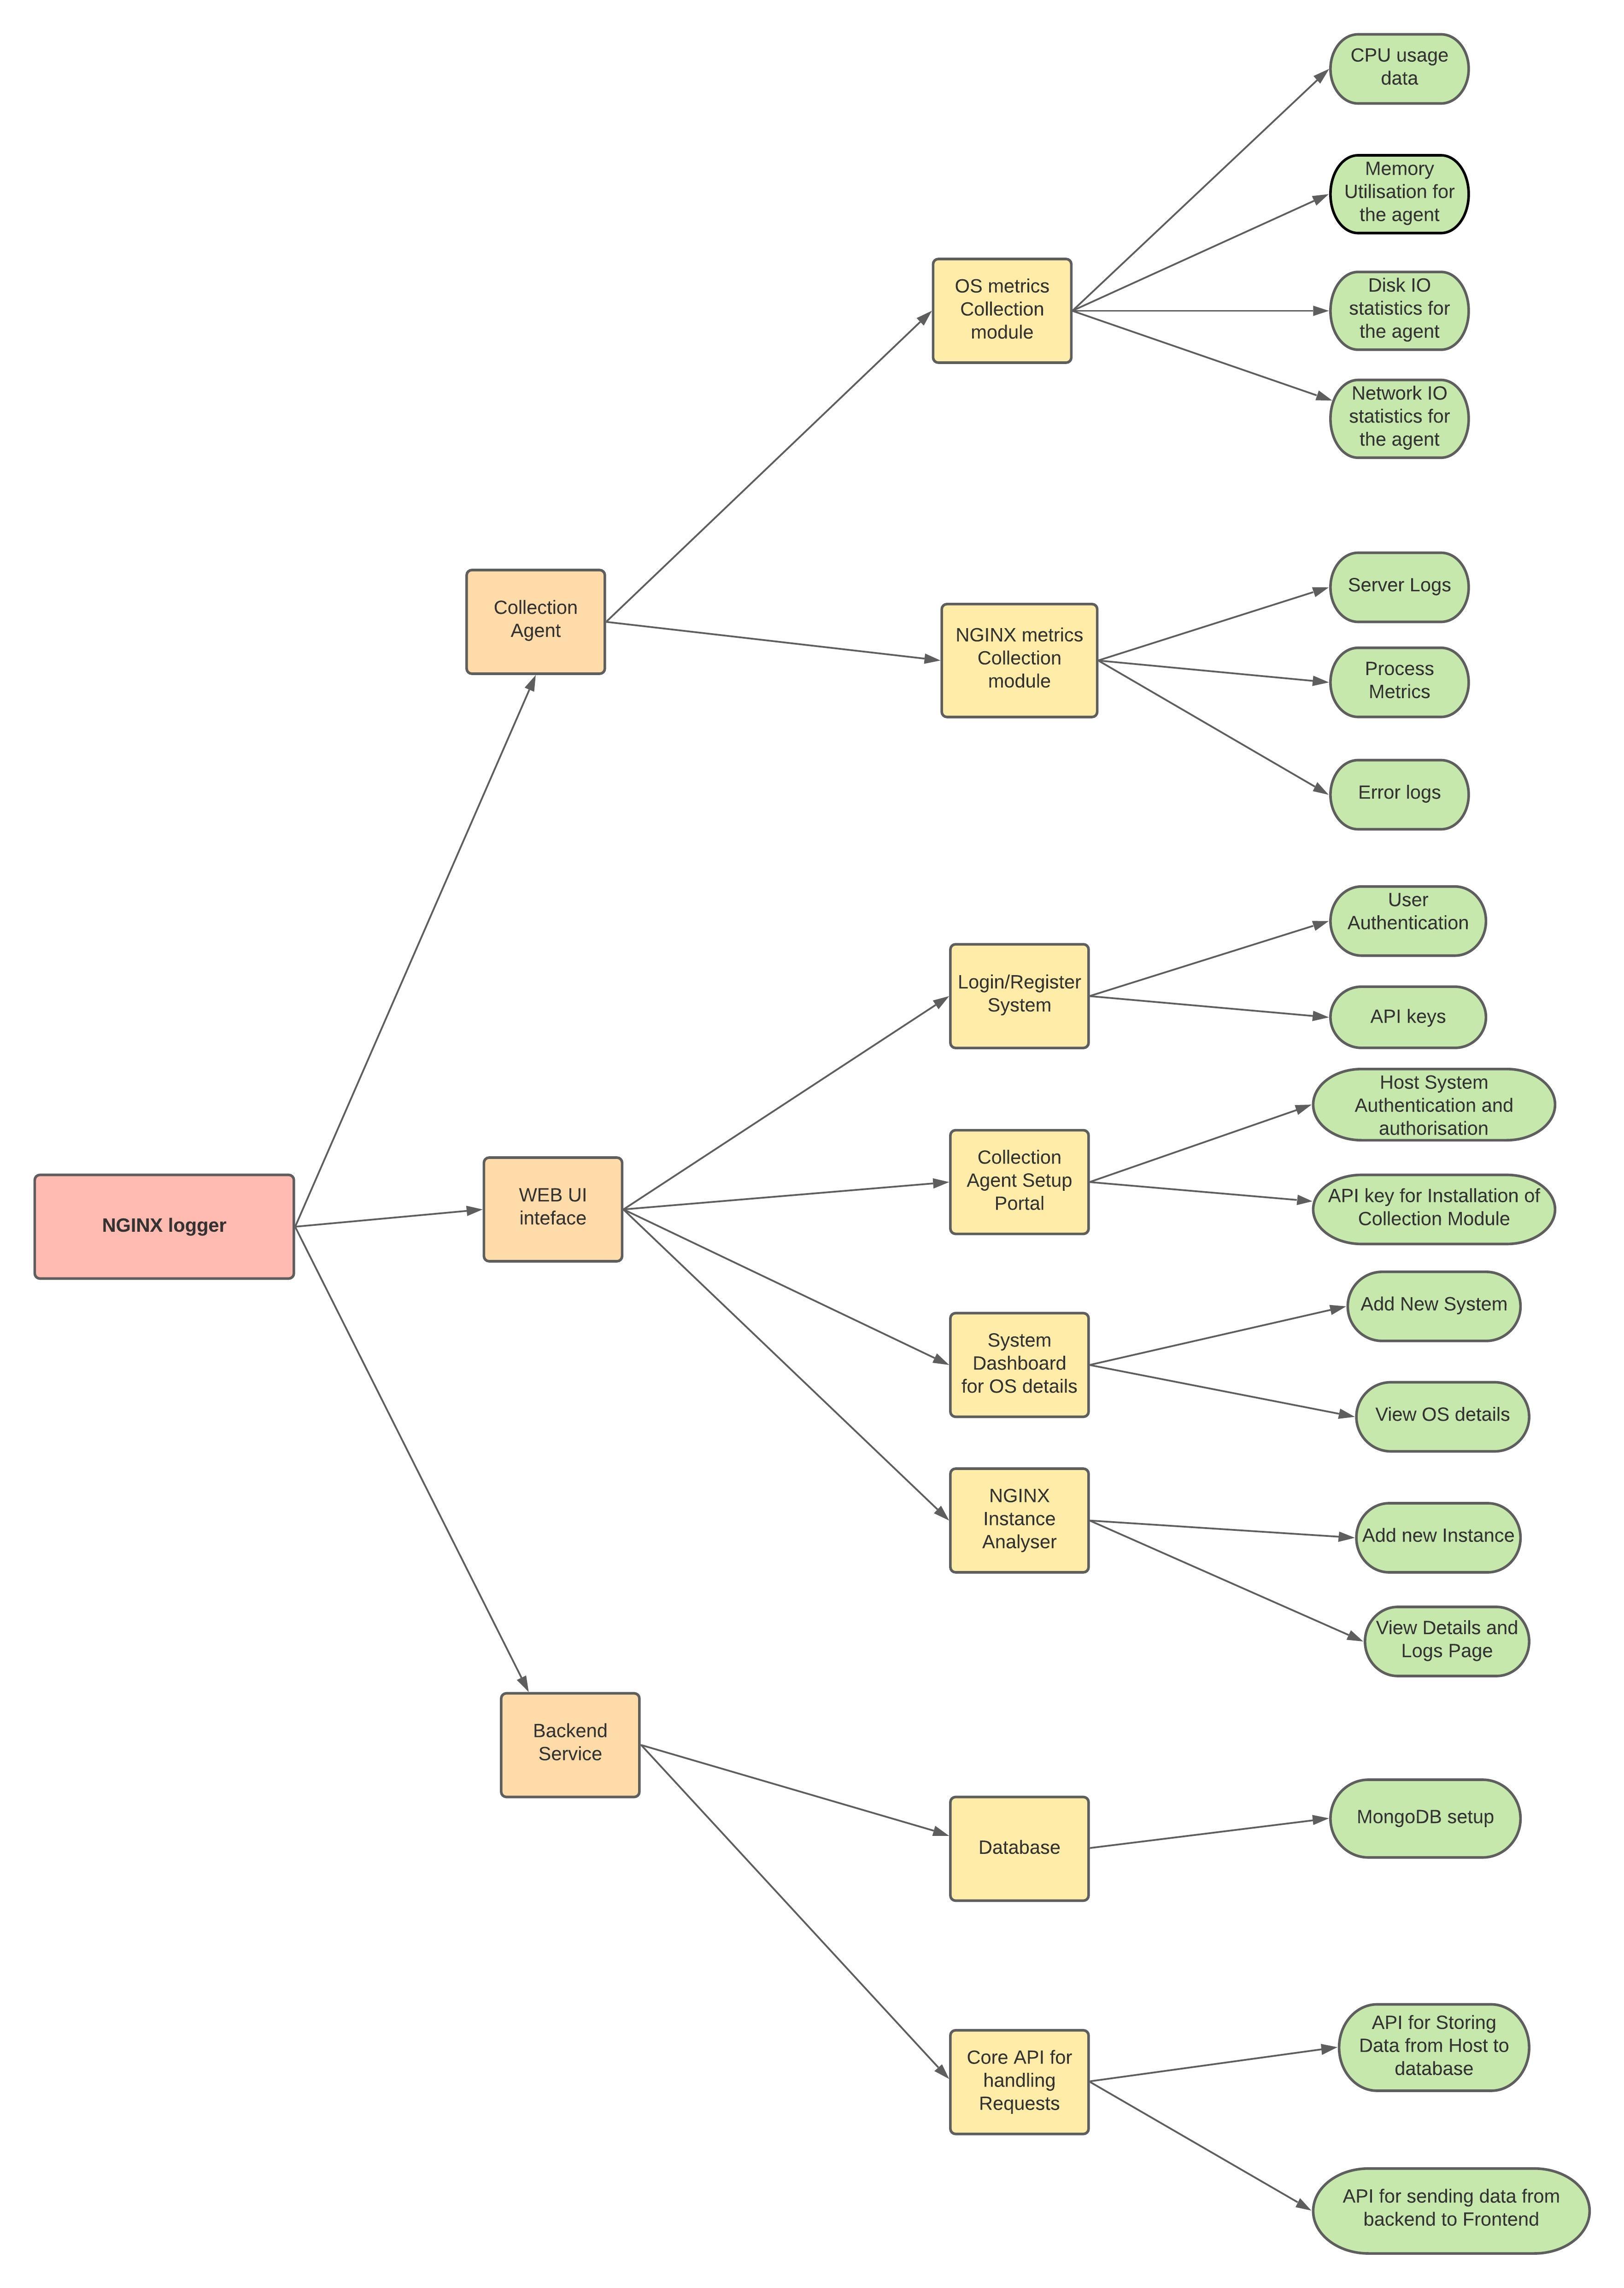 CPU usage
data
Memory
Utilisation for
the agent
OS metrics
Collection
module
Disk IO
statistics for
the agent
Network IO
statistics for
the agent
Collection
Agent
NGINX metrics
Collection
module
Server Logs
Process
Metrics
Error logs
User
Authentication
Login/Register
System
API keys
Host System
Authentication and
authorisation
Collection
Agent Setup
Portal
API key for Installation of
Collection Module
NGINX logger
WEB UI
inteface
System
Dashboard
for OS details
Add New System
View OS details
NGINX
Instance
Analyser
Add new Instance
View Details and
Logs Page
Backend
Service
Database
MongoDB setup
Core API for
handling
Requests
API for Storing
Data from Host to
database
API for sending data from
backend to Frontend